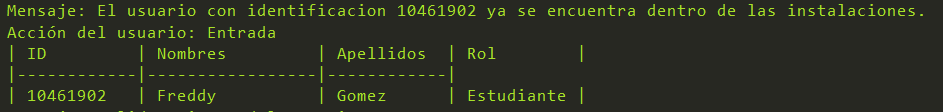 Mensaje: El usuario con identificacion 10461902 ya se encuentra dentro de las instalaciones.
Acción del usuario: Entrada
| ID | Nombres | Apellidos | Rol |
|------------|-----------------|------------|
| 10461902 | Freddy | Gomez | Estudiante |